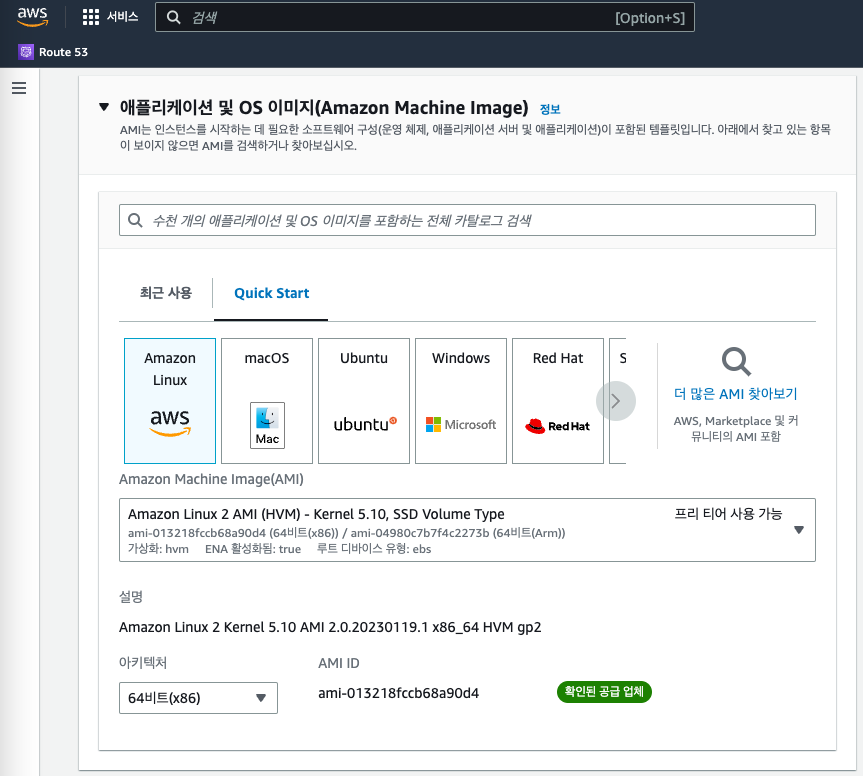 aws
서비스
검색
[Option+S]
Route 53
애플리케이션 및 OS 이미지(Amazon Machine Image) 정보
AMI는 인스턴스를 시작하는 데 필요한 소프트웨어 구성(운영 체제, 애플리케이션 서버 및 애플리케이션)이 포함된 템플릿입니다. 아래에서 찾고 있는 항목
이 보이지 않으면 AMI를 검색하거나 찾아보십시오.
수천 개의 애플리케이션 및 OS 이미지를 포함하는 전체 카탈로그 검색
최근 사용
Quick Start
Amazon
Linux
aws
macOS
Mac
Ubuntu
ubuntu
Windows
Microsoft
Red Hat
Red Hat
S
더 많은 AMI 찾아보기
AWS, Marketplace 및 커
뮤니티의 AMI 포함
Amazon Machine Image(AMI)
Amazon Linux 2 AMI (HVM) - Kernel 5.10, SSD Volume Type
프리 티어 사용 가능
ami-013218fccb68a90d4 (64비트(x86)) / ami-04980c7b7f4c2273b (64비트(Arm))
가상화: hvm ENA 활성화됨: true 루트 디바이스 유형: ebs
설명
Amazon Linux 2 Kernel 5.10 AMI 2.0.20230119.1 x86_64 HVM gp2
아키텍처
AMI ID
64비트(x86)
ami-013218fccb68a90d4
확인된 공급 업체